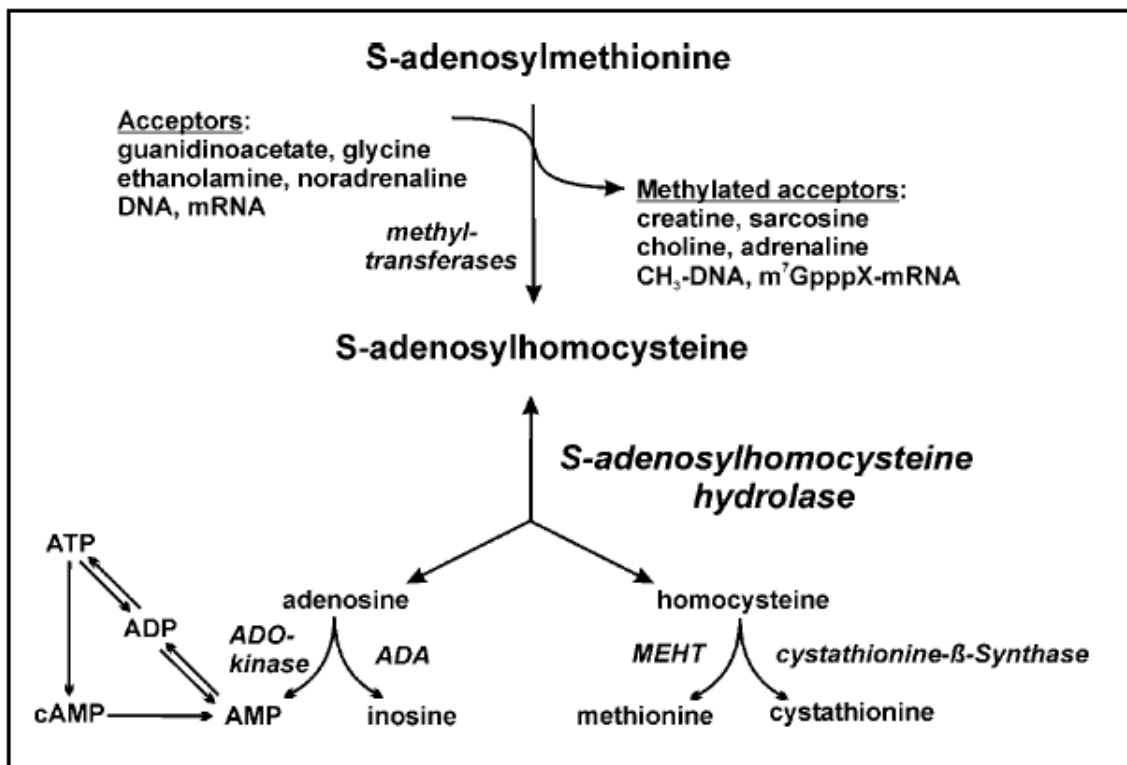 S-adenosylmethionine
Acceptors:
guanidinoacetate, glycine
ethanolamine, noradrenaline
DNA, mRNA
methyl-
transferases
Methylated acceptors:
creatine, sarcosine
choline, adrenaline
CH₃-DNA, m⁷GpppX-mRNA
S-adenosylhomocysteine
S-adenosylhomocysteine
hydrolase
ATP
ADP
cAMP
AMP
adenosine
ADO-
kinase
ADA
inosine
homocysteine
MEHT
cystathionine-ß-Synthase
methionine
cystathionine